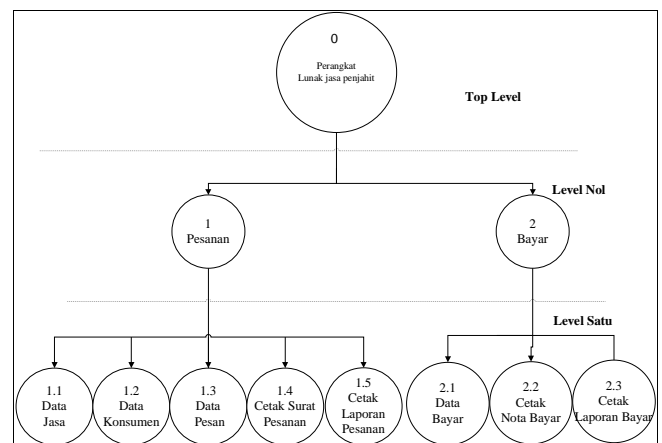 0
Perangkat
Lunak jasa penjahit
Top Level
Level Nol
1
Pesanan
2
Bayar
Level Satu
1.1
Data
Jasa
1.2
Data
Konsumen
1.3
Data
Pesan
1.4
Cetak Surat
Pesanan
1.5
Cetak
Laporan
Pesanan
2.1
Data
Bayar
2.2
Cetak
Nota Bayar
2.3
Cetak
Laporan Bayar